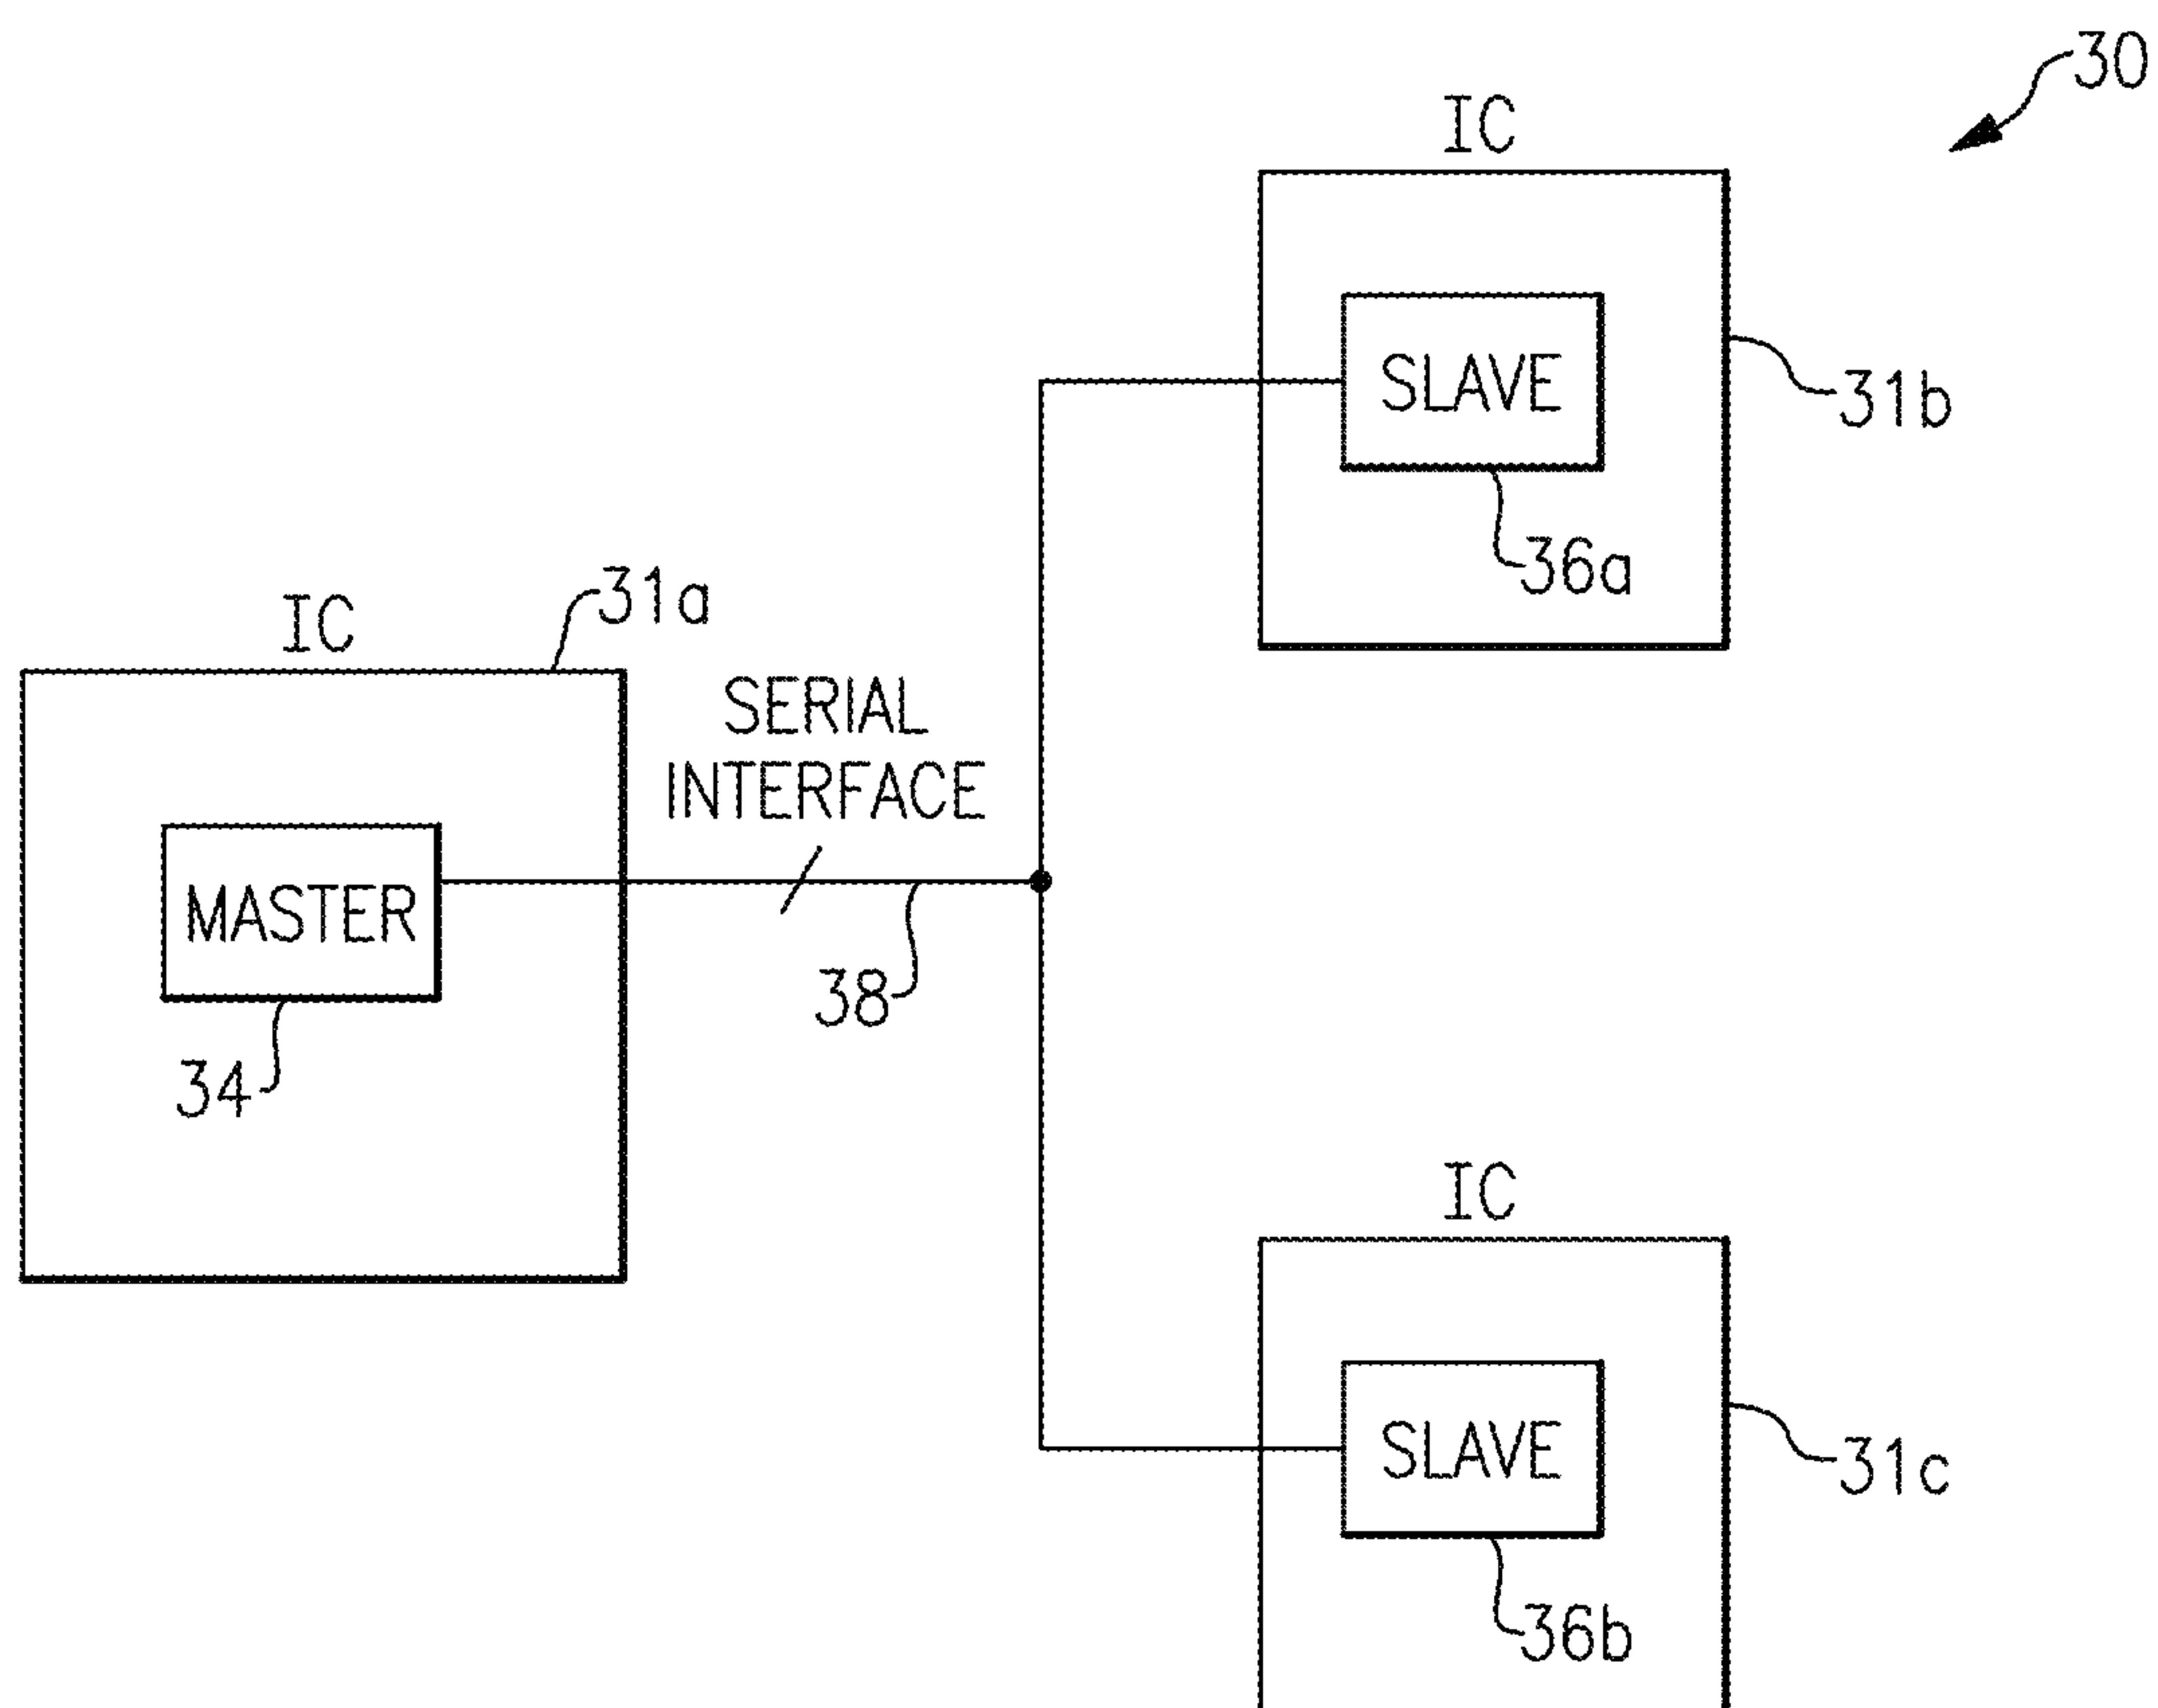 30
IC
SLAVE
31b
36a
IC
31a
SERIAL
INTERFACE
MASTER
38
34
IC
SLAVE
31c
36b